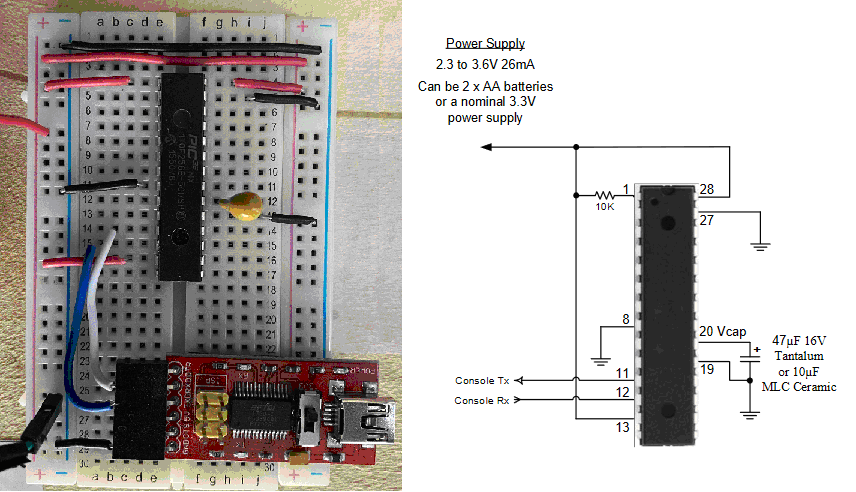 + −
a b c d e
f g h i j
+ −
5
6
7
8
9
10
11
12
13
14
15
16
17
18
19
20
21
22
23
24
25
26
27
28
29
30
PIC
+ −
a b c d e
f g h i j
+ −
Power Supply
2.3 to 3.6V 26mA
Can be 2 x AA batteries
or a nominal 3.3V
power supply
1
28
10K
27
8
20 Vcap
+
47µF 16V
Tantalum
or 10µF
MLC Ceramic
19
Console Tx
11
Console Rx
12
13